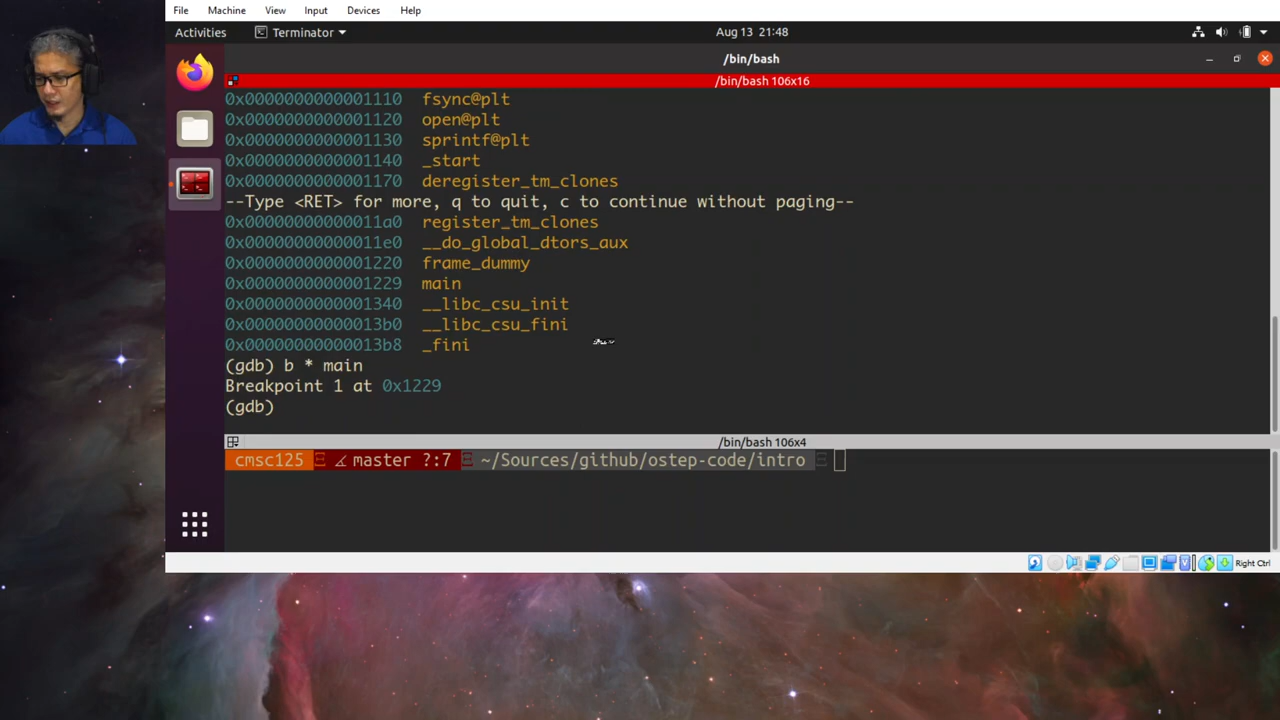 File Machine View Input Devices Help
Activities Terminator Aug 13 21:48
/bin/bash
/bin/bash 106x16
0x0000000000001110 fsync@plt
0x0000000000001120 open@plt
0x0000000000001130 sprintf@plt
0x0000000000001140 _start
0x0000000000001170 deregister_tm_clones
--Type <RET> for more, q to quit, c to continue without paging--
0x00000000000011a0 register_tm_clones
0x00000000000011e0 __do_global_dtors_aux
0x0000000000001220 frame_dummy
0x0000000000001229 main
0x0000000000001340 __libc_csu_init
0x00000000000013b0 __libc_csu_fini
0x00000000000013b8 _fini
(gdb) b * main
Breakpoint 1 at 0x1229
(gdb)
/bin/bash 106x4
cmsc125 master ?:7 ~/Sources/github/ostep-code/intro
Right Ctrl